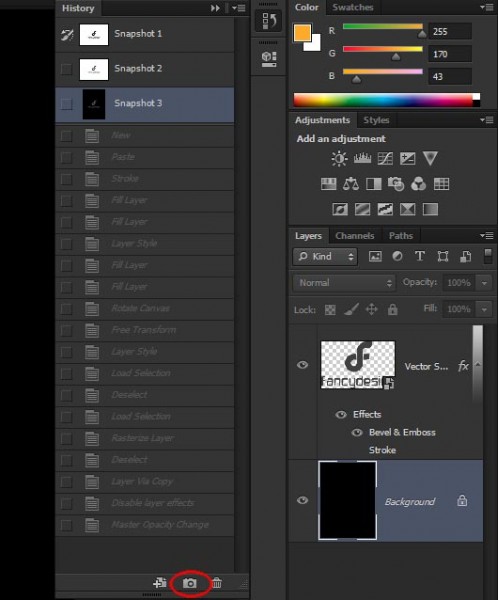 History
Snapshot 1
Snapshot 2
Snapshot 3
New
Paste
Stroke
Fill Layer
Fill Layer
Layer Style
Fill Layer
Fill Layer
Rotate Canvas
Free Transform
Layer Style
Load Selection
Deselect
Load Selection
Rasterize Layer
Deselect
Layer Via Copy
Disable layer effects
Master Opacity Change
Color Swatches
R 255
G 170
B 43
Adjustments Styles
Add an adjustment
Layers Channels Paths
Kind
Normal Opacity: 100%
Lock: Fill: 100%
fancydesi
Vector S... fx
Effects
Bevel & Emboss
Stroke
Background